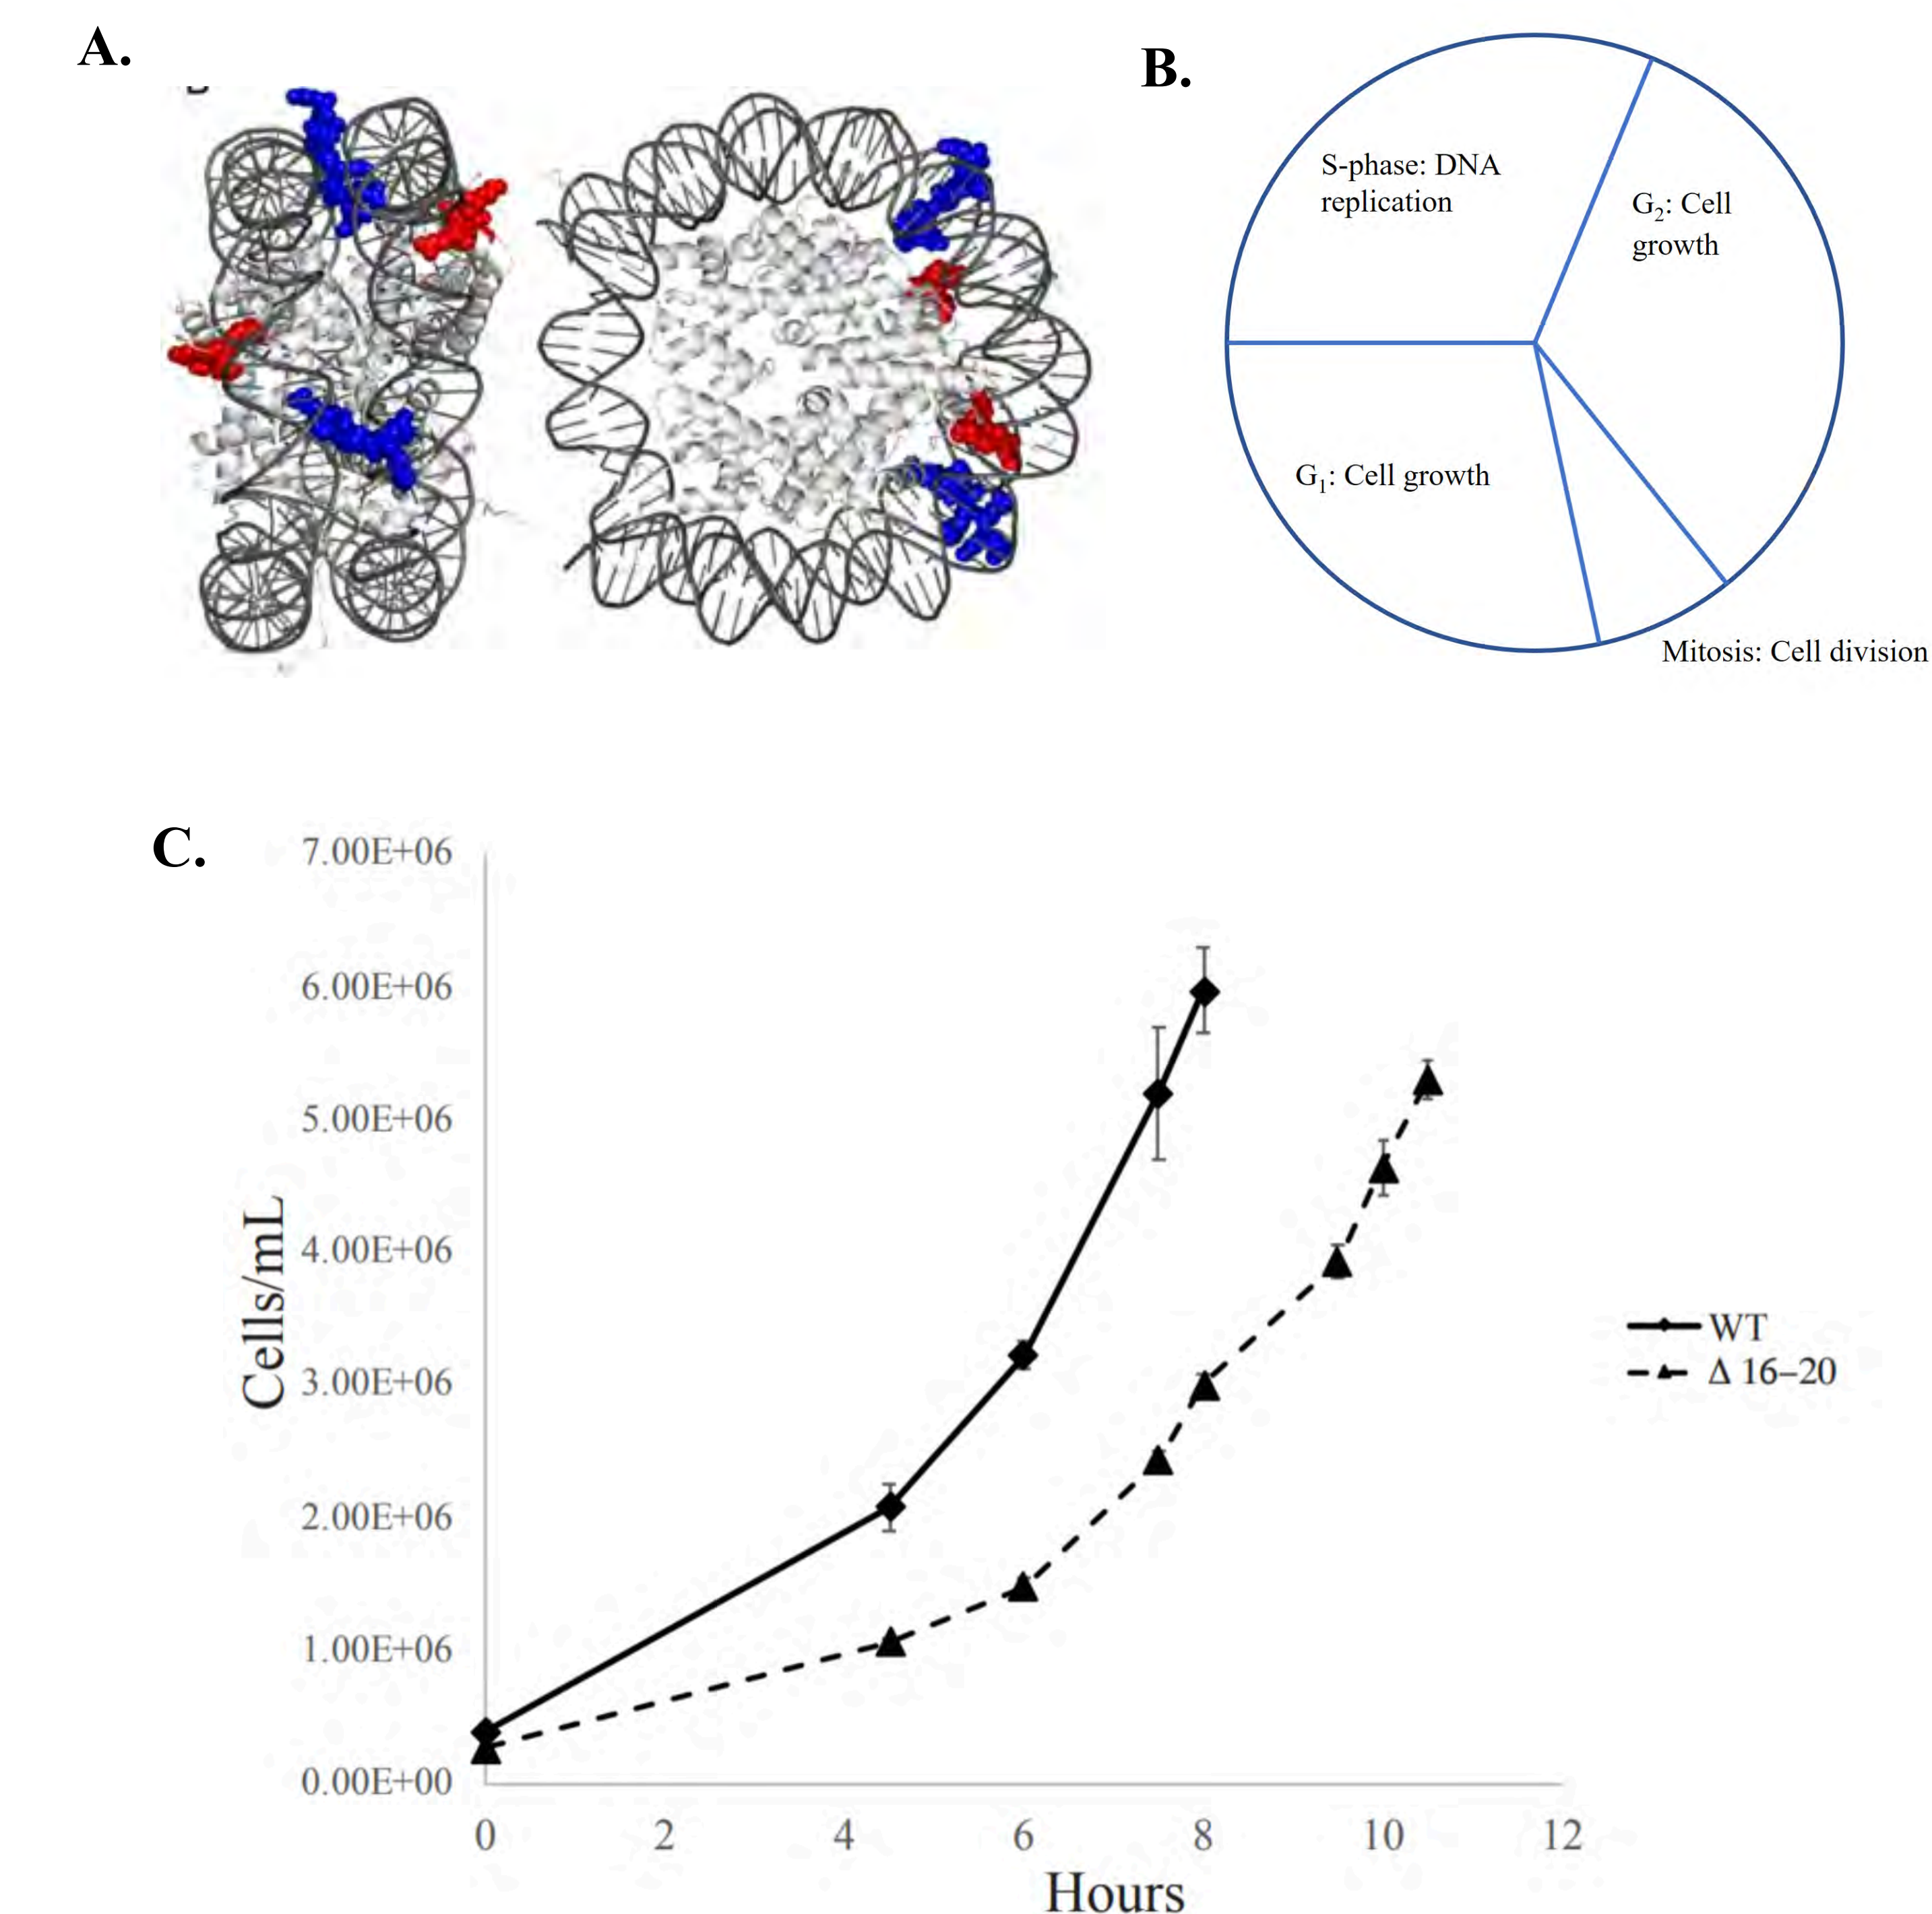 A.
B.
S-phase: DNA
replication
G₂: Cell
growth
G₁: Cell growth
Mitosis: Cell division
C.
7.00E+06
6.00E+06
5.00E+06
4.00E+06
3.00E+06
2.00E+06
1.00E+06
0.00E+00
Cells/mL
0 2 4 6 8 10 12
Hours
WT
Δ 16–20